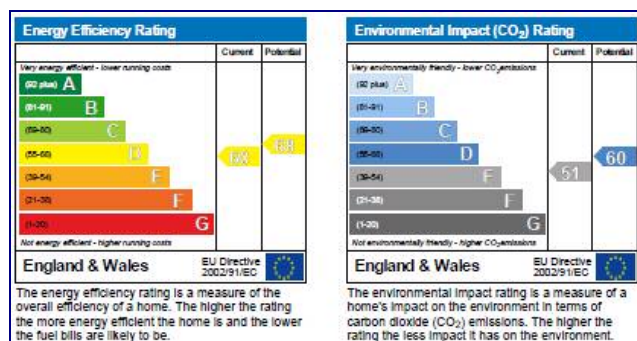 Energy Efficiency Rating
Current Potential
Very energy efficient - lower running costs
(92 plus) A
(81-91) B
(69-80) C
(55-68) D
(39-54) E
(21-38) F
(1-20) G
68
Not energy efficient - higher running costs
England & Wales
EU Directive
2002/91/EC
The energy efficiency rating is a measure of the
overall efficiency of a home. The higher the rating
the more energy efficient the home is and the lower
the fuel bills are likely to be.
Environmental Impact (CO₂) Rating
Current Potential
Very environmentally friendly - lower CO₂ emissions
(92 plus) A
(81-91) B
(69-80) C
(55-68) D
(39-54) E
(21-38) F
(1-20) G
51
60
Not environmentally friendly - higher CO₂ emissions
England & Wales
EU Directive
2002/91/EC
The environmental impact rating is a measure of a
home's impact on the environment in terms of
carbon dioxide (CO₂) emissions. The higher the
rating the less impact it has on the environment.